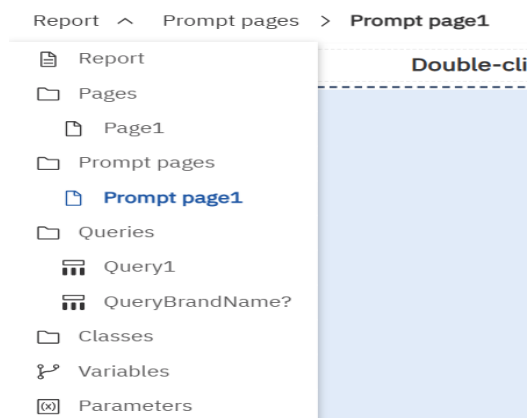 Report Prompt pages > Prompt page1
Report
Double-cli
Pages
Page1
Prompt pages
Prompt page1
Queries
Query1
QueryBrandName?
Classes
Variables
(x) Parameters